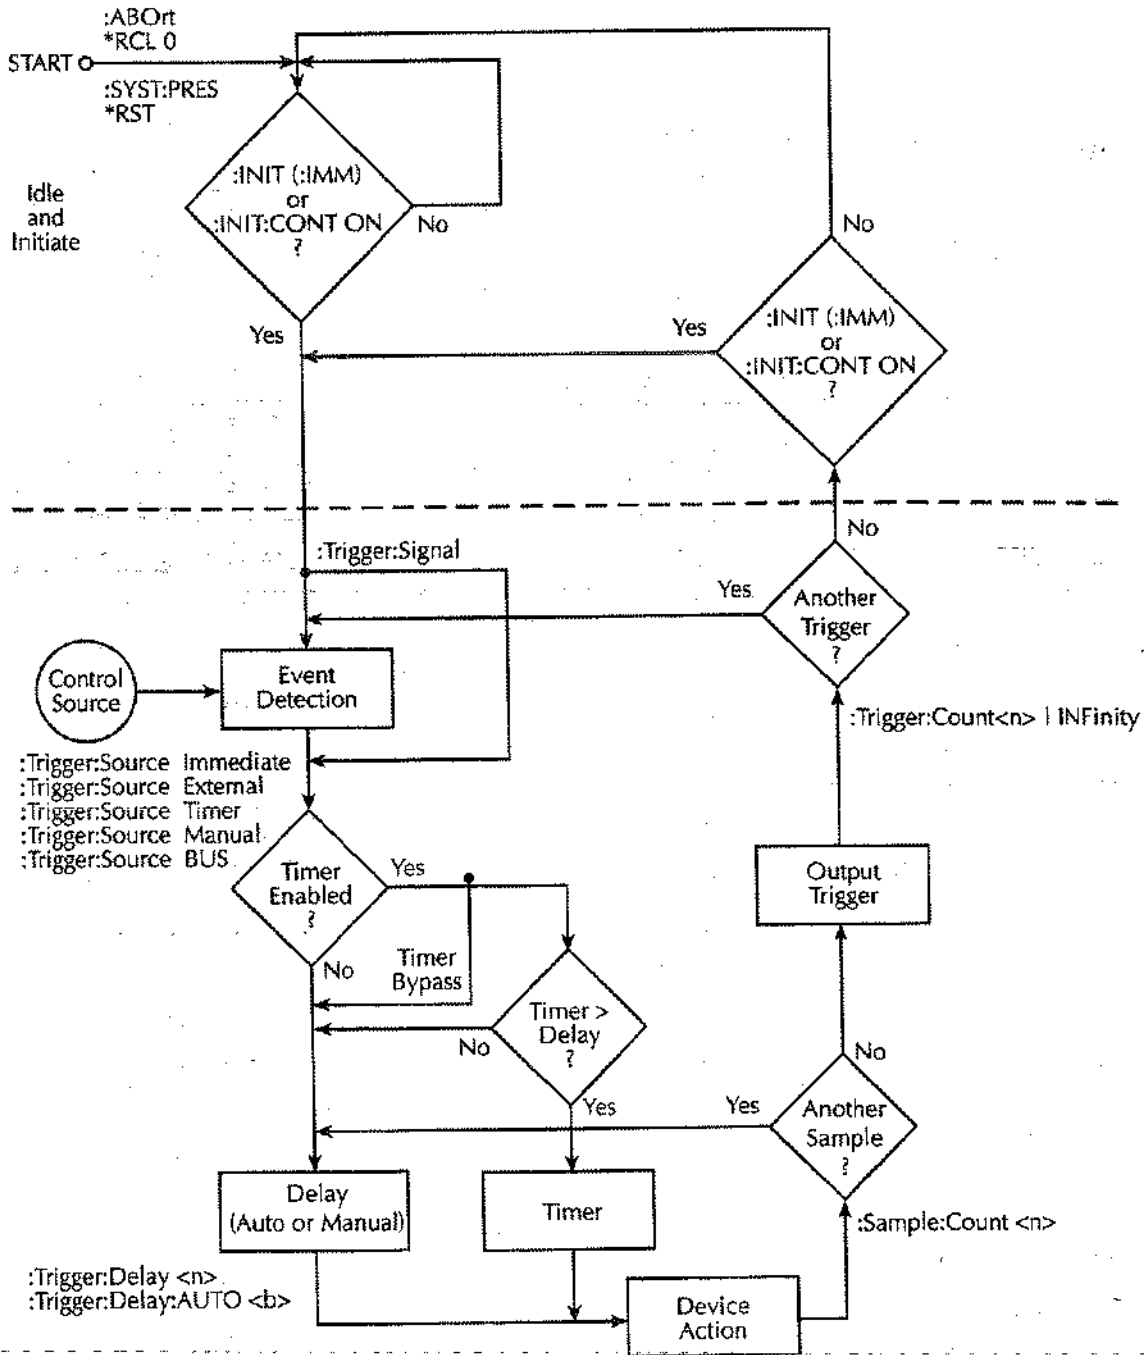 :ABOrt
*RCL 0
START
:SYST:PRES
*RST
Idle
and
Initiate
:INIT (:IMM)
or
:INIT:CONT ON
?
No
Yes
No
:INIT (:IMM)
or
:INIT:CONT ON
?
Yes
No
:Trigger:Signal
Yes
Another
Trigger
?
Control
Source
Event
Detection
:Trigger:Count<n> | INFinity
:Trigger:Source Immediate
:Trigger:Source External
:Trigger:Source Timer
:Trigger:Source Manual
:Trigger:Source BUS
Timer
Enabled
?
Yes
No
Timer
Bypass
Output
Trigger
Timer >
Delay
?
No
Yes
No
Yes
Another
Sample
?
Delay
(Auto or Manual)
Timer
:Sample:Count <n>
:Trigger:Delay <n>
:Trigger:Delay:AUTO <b>
Device
Action